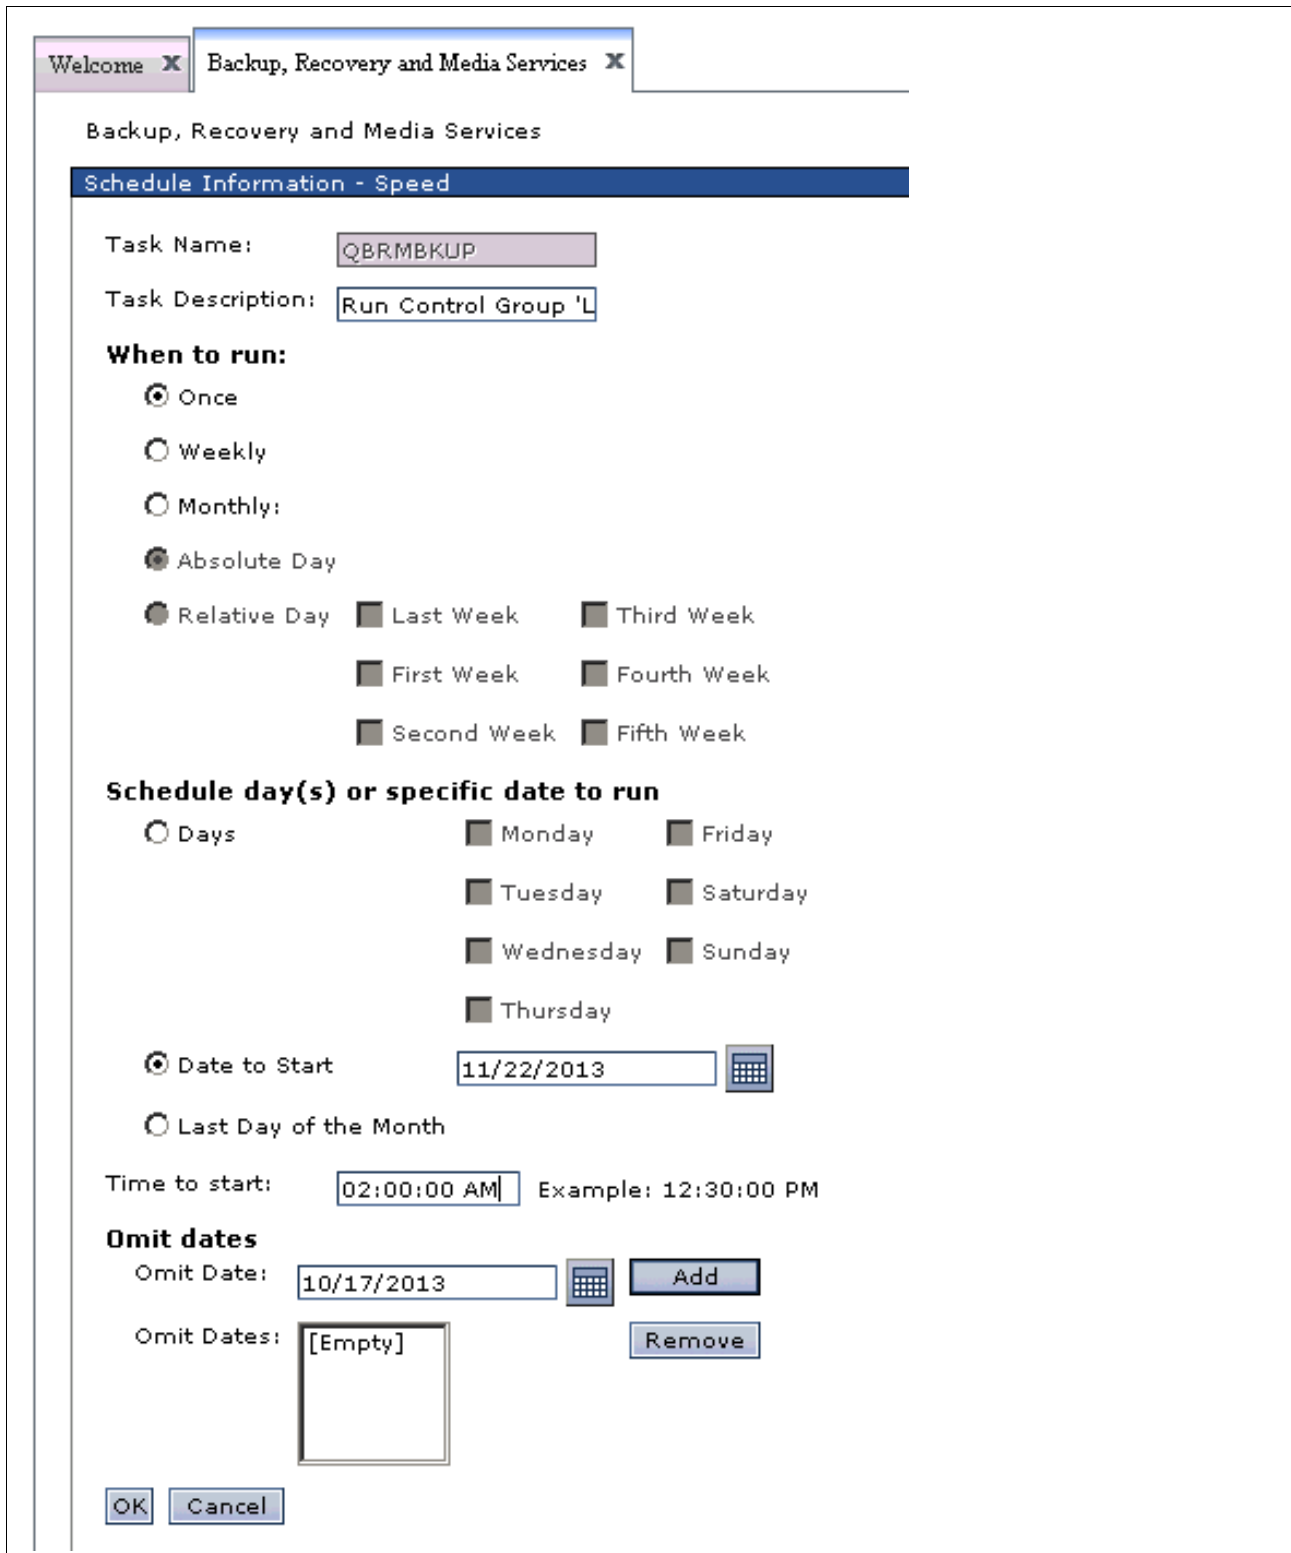 Welcome X Backup, Recovery and Media Services X
Backup, Recovery and Media Services
Schedule Information - Speed
Task Name: QBRMBKUP
Task Description: Run Control Group 'L
When to run:
Once
Weekly
Monthly:
Absolute Day
Relative Day Last Week Third Week
First Week Fourth Week
Second Week Fifth Week
Schedule day(s) or specific date to run
Days Monday Friday
Tuesday Saturday
Wednesday Sunday
Thursday
Date to Start 11/22/2013
Last Day of the Month
Time to start: 02:00:00 AM Example: 12:30:00 PM
Omit dates
Omit Date: 10/17/2013 Add
Omit Dates: [Empty] Remove
OK Cancel